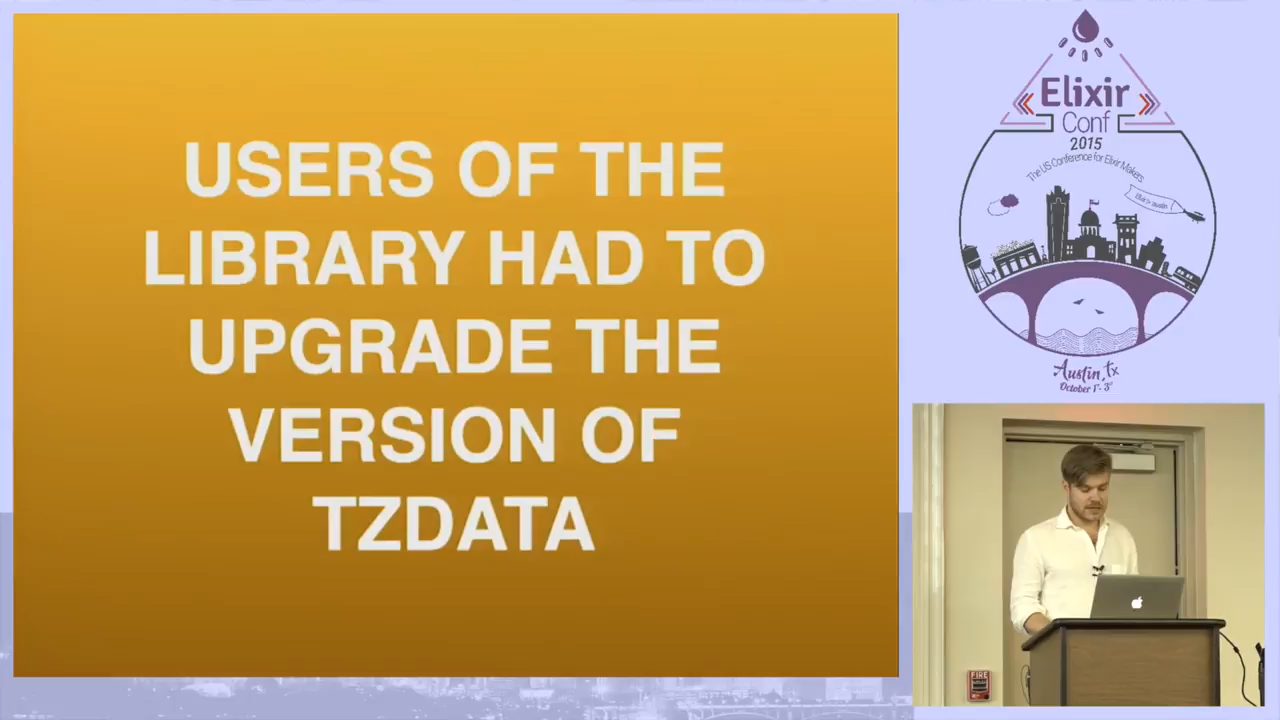 USERS OF THE
LIBRARY HAD TO
UPGRADE THE
VERSION OF
TZDATA
Elixir
Conf
2015
The US Conference for Elixir Makers
Austin, Tx
October 1st - 3rd
FIRE